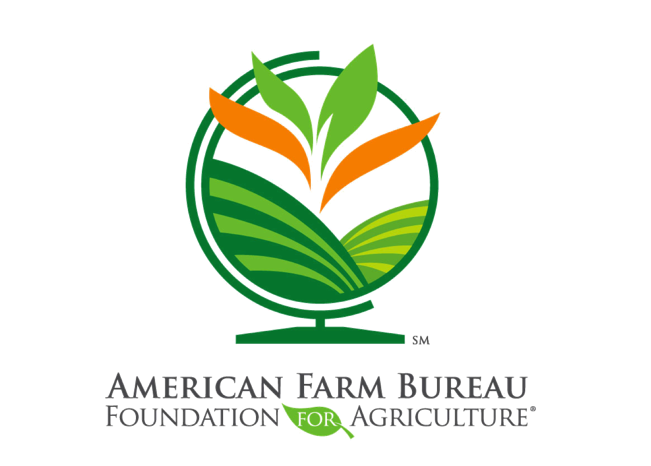 SM
AMERICAN FARM BUREAU
FOUNDATION FOR AGRICULTURE®